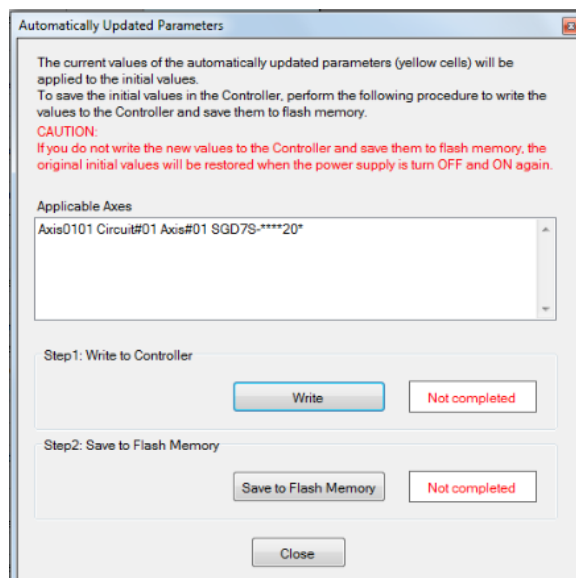 Automatically Updated Parameters
The current values of the automatically updated parameters (yellow cells) will be
applied to the initial values.
To save the initial values in the Controller, perform the following procedure to write the
values to the Controller and save them to flash memory.
CAUTION:
If you do not write the new values to the Controller and save them to flash memory, the
original initial values will be restored when the power supply is turn OFF and ON again.
Applicable Axes
Axis0101 Circuit#01 Axis#01 SGD7S-****20*
Step1: Write to Controller
Write
Not completed
Step2: Save to Flash Memory
Save to Flash Memory
Not completed
Close